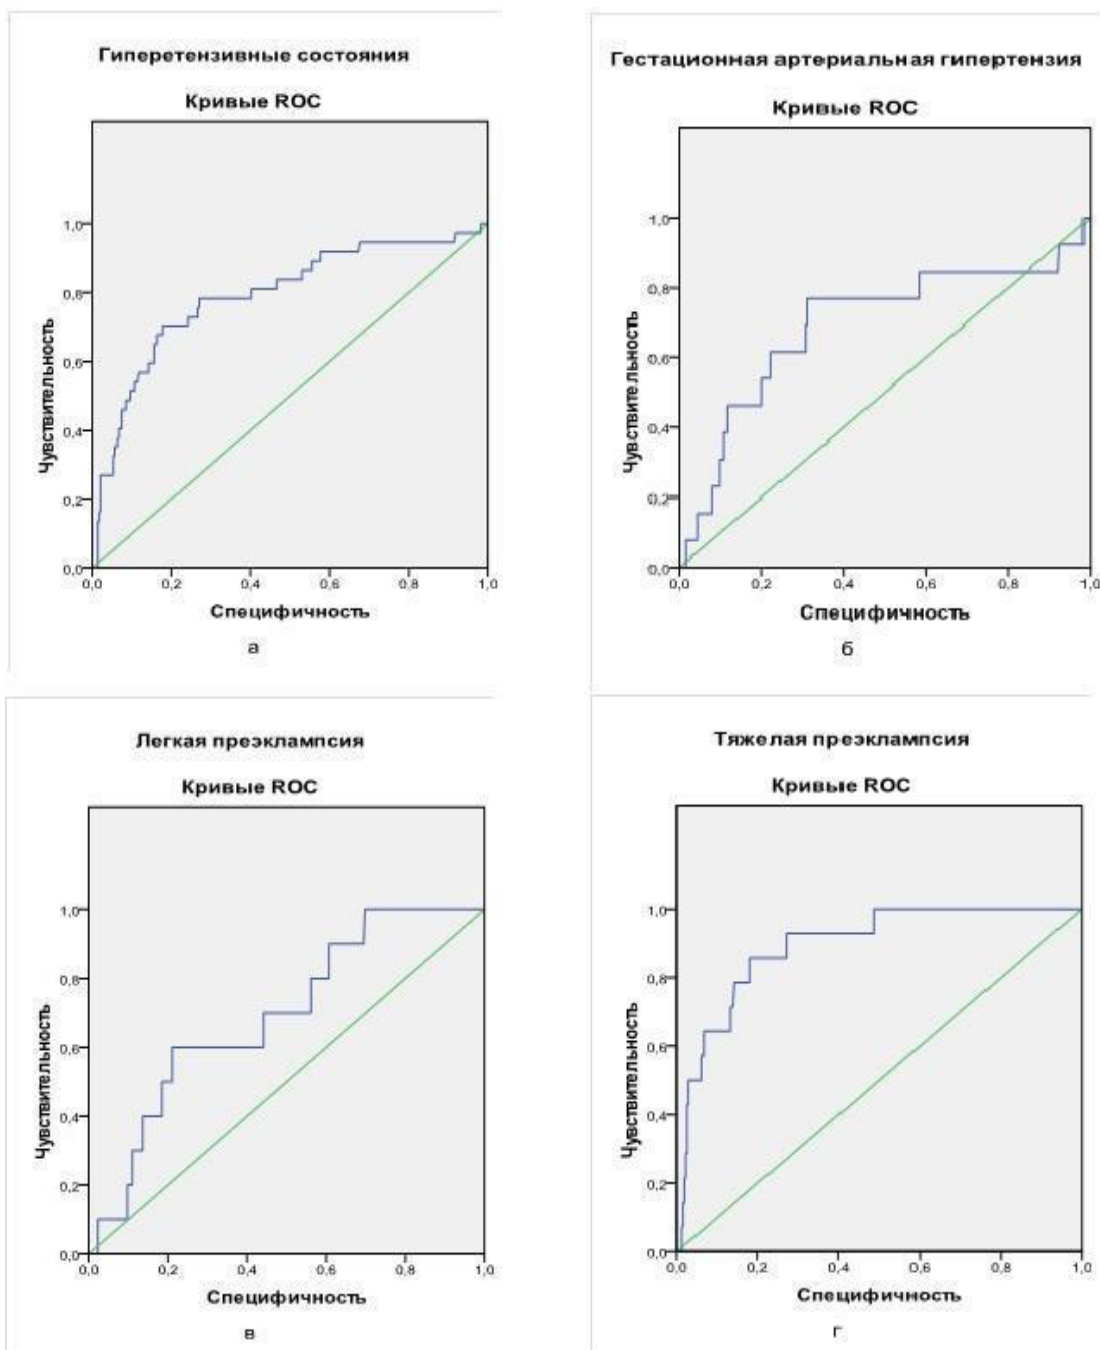 Гиперетензивные состояния
Кривые ROC
1,0
0,8
0,6
0,4
0,2
0,0
Чувствительность
0,0 0,2 0,4 0,6 0,8 1,0
Специфичность
а
Гестационная артериальная гипертензия
Кривые ROC
1,0
0,8
0,6
0,4
0,2
0,0
Чувствительность
0,0 0,2 0,4 0,6 0,8 1,0
Специфичность
б
Легкая преэклампсия
Кривые ROC
1,0
0,8
0,6
0,4
0,2
0,0
Чувствительность
0,0 0,2 0,4 0,6 0,8 1,0
Специфичность
в
Тяжелая преэклампсия
Кривые ROC
1,0
0,8
0,6
0,4
0,2
0,0
Чувствительность
0,0 0,2 0,4 0,6 0,8 1,0
Специфичность
г